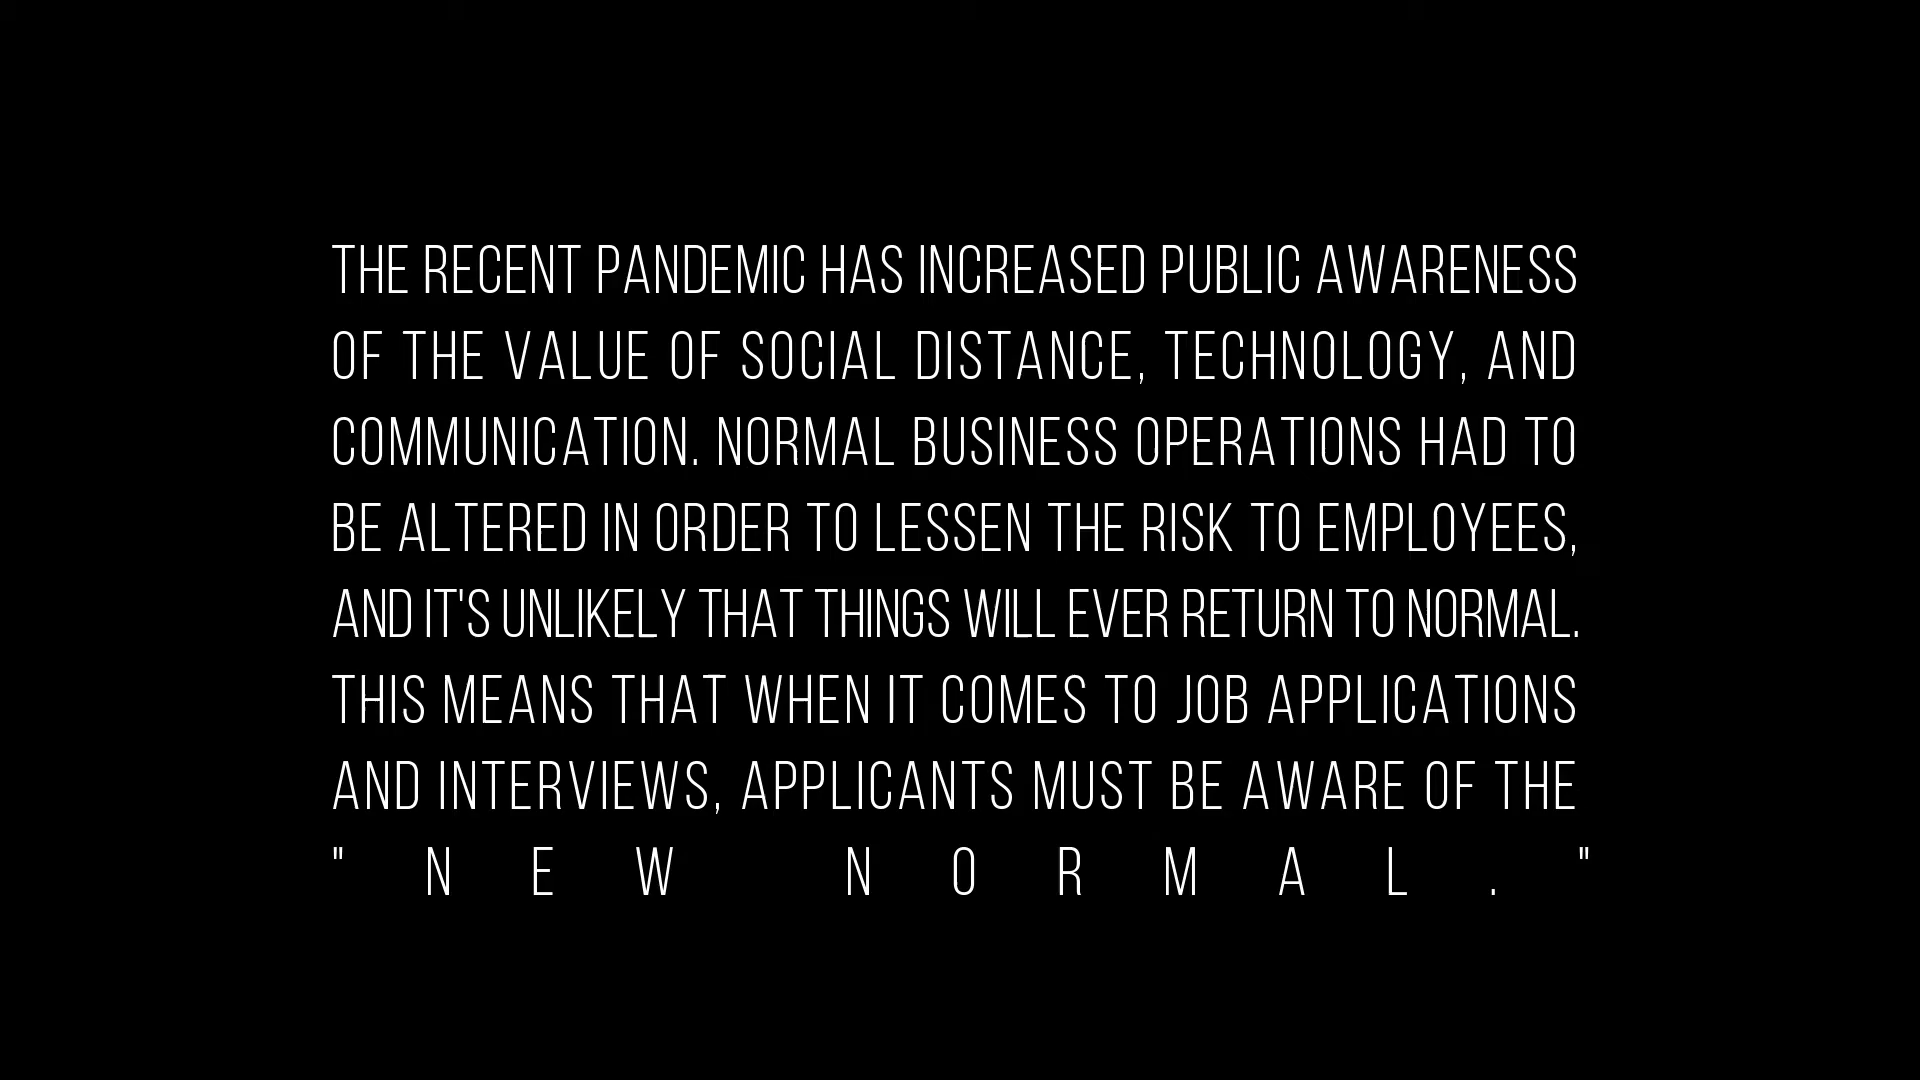 THE RECENT PANDEMIC HAS INCREASED PUBLIC AWARENESS
OF THE VALUE OF SOCIAL DISTANCE, TECHNOLOGY, AND
COMMUNICATION. NORMAL BUSINESS OPERATIONS HAD TO
BE ALTERED IN ORDER TO LESSEN THE RISK TO EMPLOYEES,
AND IT'S UNLIKELY THAT THINGS WILL EVER RETURN TO NORMAL.
THIS MEANS THAT WHEN IT COMES TO JOB APPLICATIONS
AND INTERVIEWS, APPLICANTS MUST BE AWARE OF THE
"NEW NORMAL."